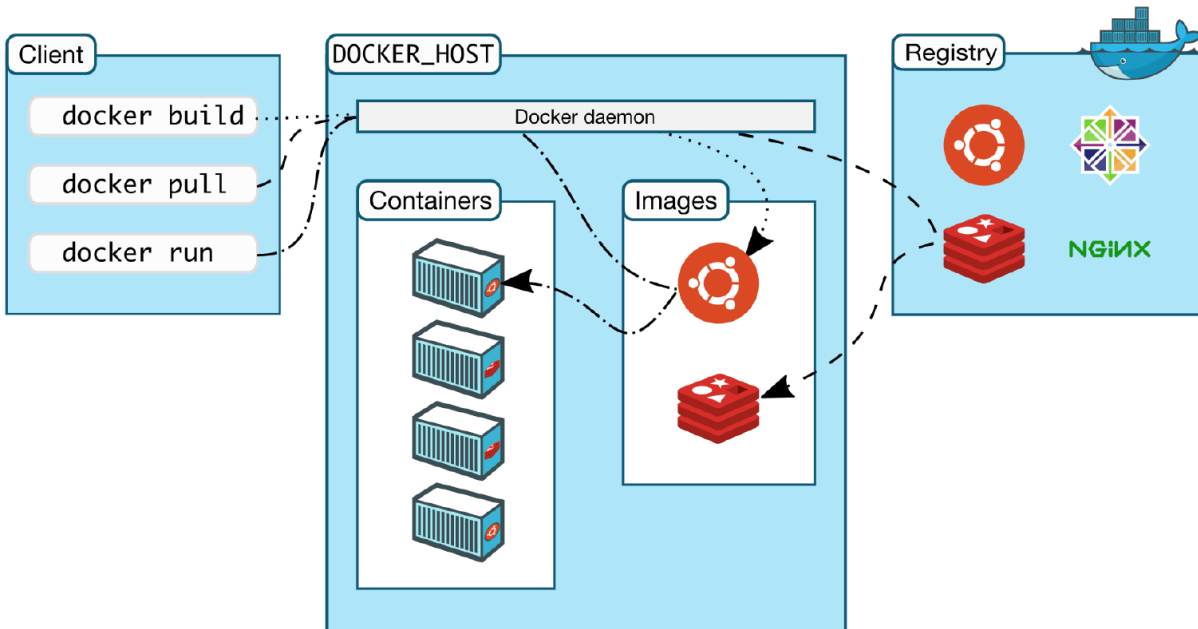 Client
docker build
docker pull
docker run
DOCKER_HOST
Docker daemon
Containers
Images
Registry
NGiNX